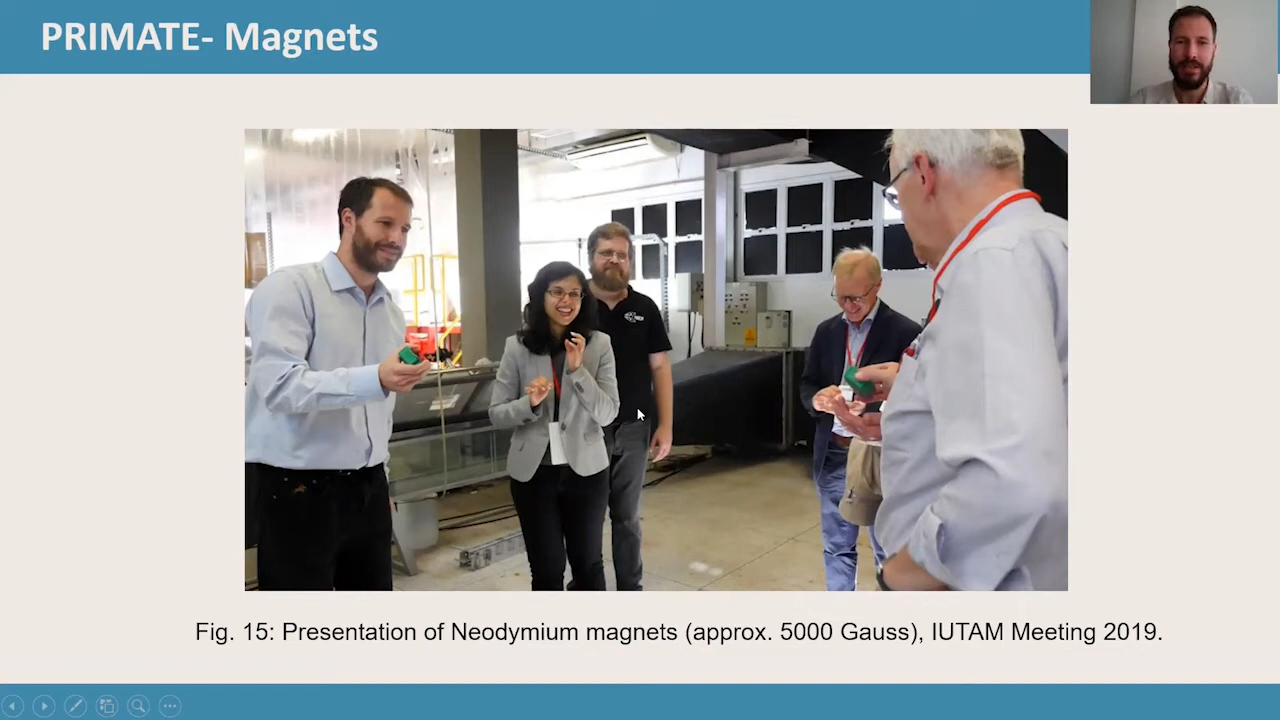 PRIMATE- Magnets
Fig. 15: Presentation of Neodymium magnets (approx. 5000 Gauss), IUTAM Meeting 2019.